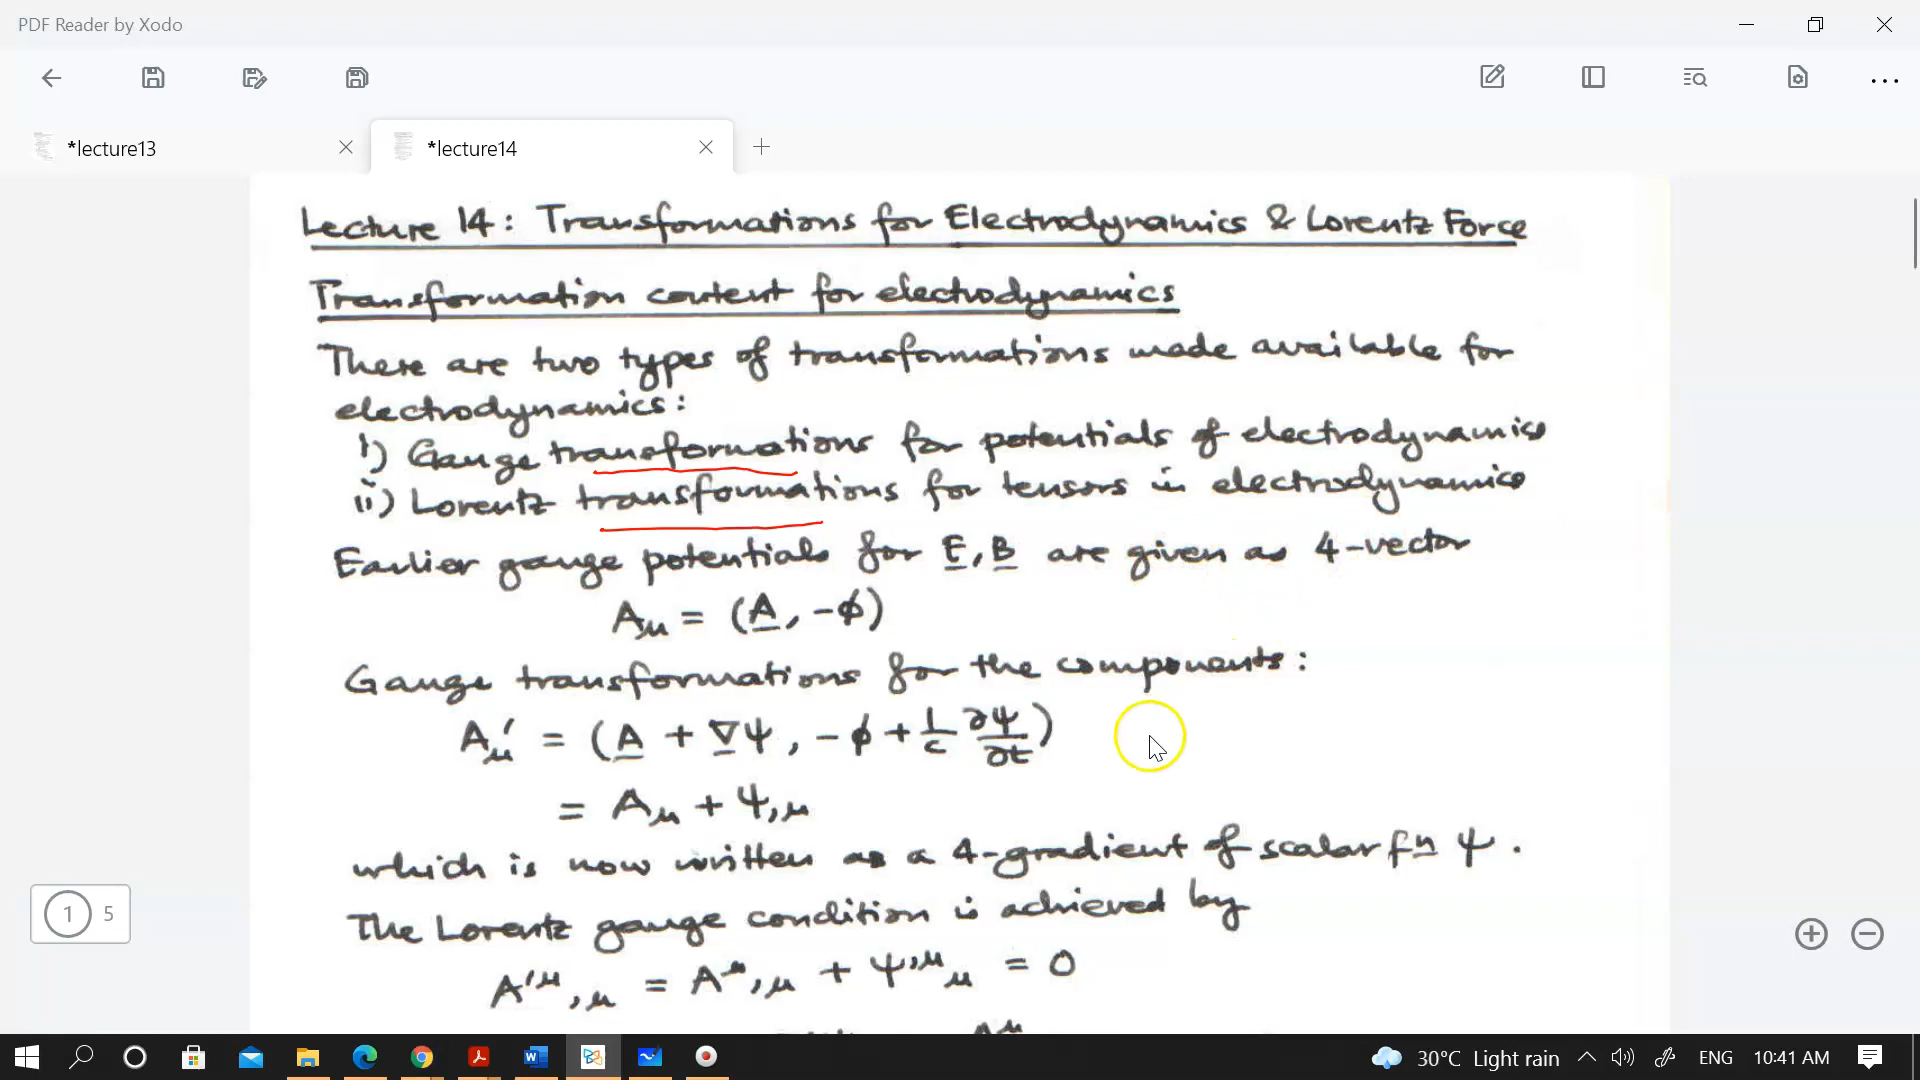 PDF Reader by Xodo
*lecture13
*lecture14
Lecture 14: Transformations for Electrodynamics & Lorentz Force
Transformation content for electrodynamics
There are two types of transformations made available for
electrodynamics:
i) Gauge transformations for potentials of electrodynamics
ii) Lorentz transformations for tensors in electrodynamics
Earlier gauge potentials for E, B are given as 4-vector
Aμ = (A, -ϕ)
Gauge transformations for the components:
Aμ′ = (A + ∇ψ, -ϕ + 1/c ∂ψ/∂t)
= Aμ + ψ,μ
which is now written as a 4-gradient of scalar fn ψ.
The Lorentz gauge condition is achieved by
A′μ,μ = Aμ,μ + ψ,μμ = 0
1 5
30°C Light rain
ENG
10:41 AM